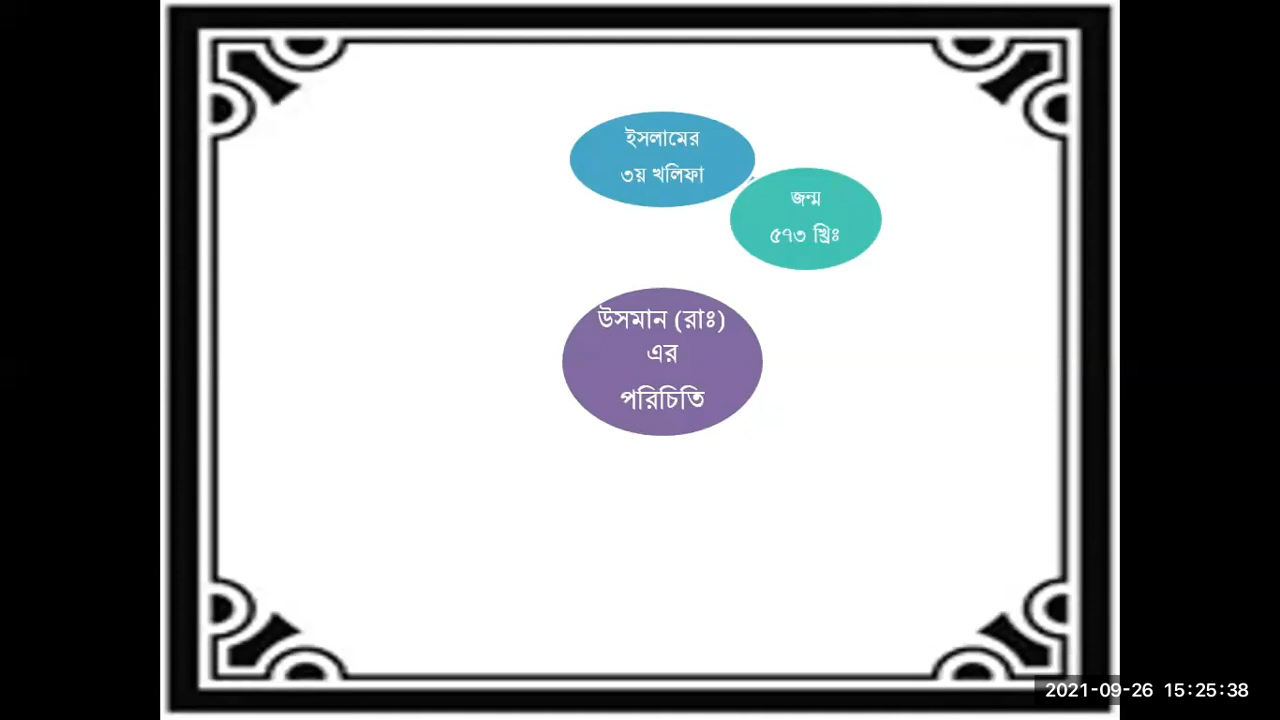 ইসলামের
৩য় খলিফা
জন্ম
৫৭৩ খ্রিঃ
উসমান (রাঃ)
এর
পরিচিতি
2021-09-26 15:25:38